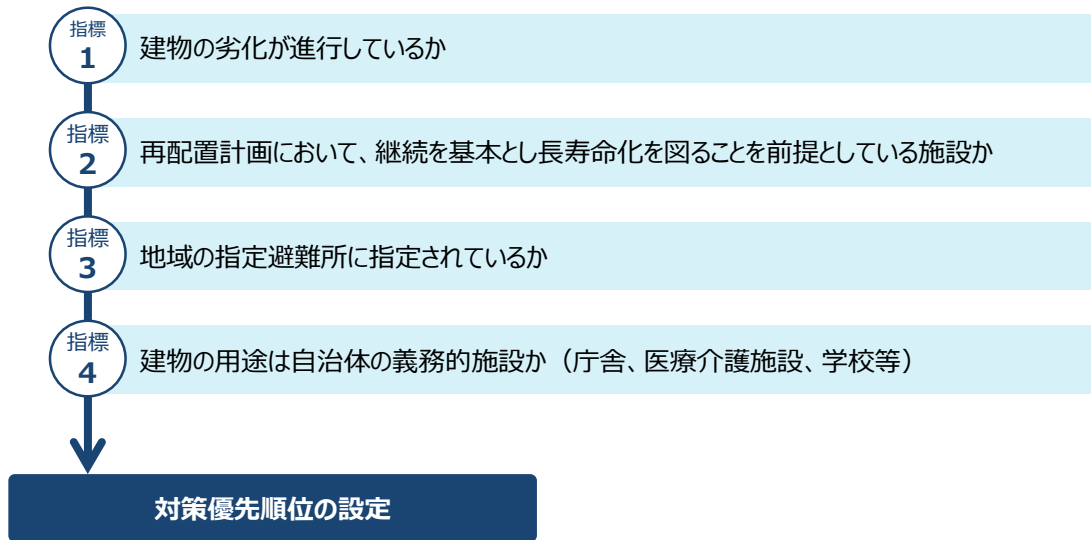 指標
1
建物の劣化が進行しているか
指標
2
再配置計画において、継続を基本とし長寿命化を図ることを前提としている施設か
指標
3
地域の指定避難所に指定されているか
指標
4
建物の用途は自治体の義務的施設か（庁舎、医療介護施設、学校等）
対策優先順位の設定